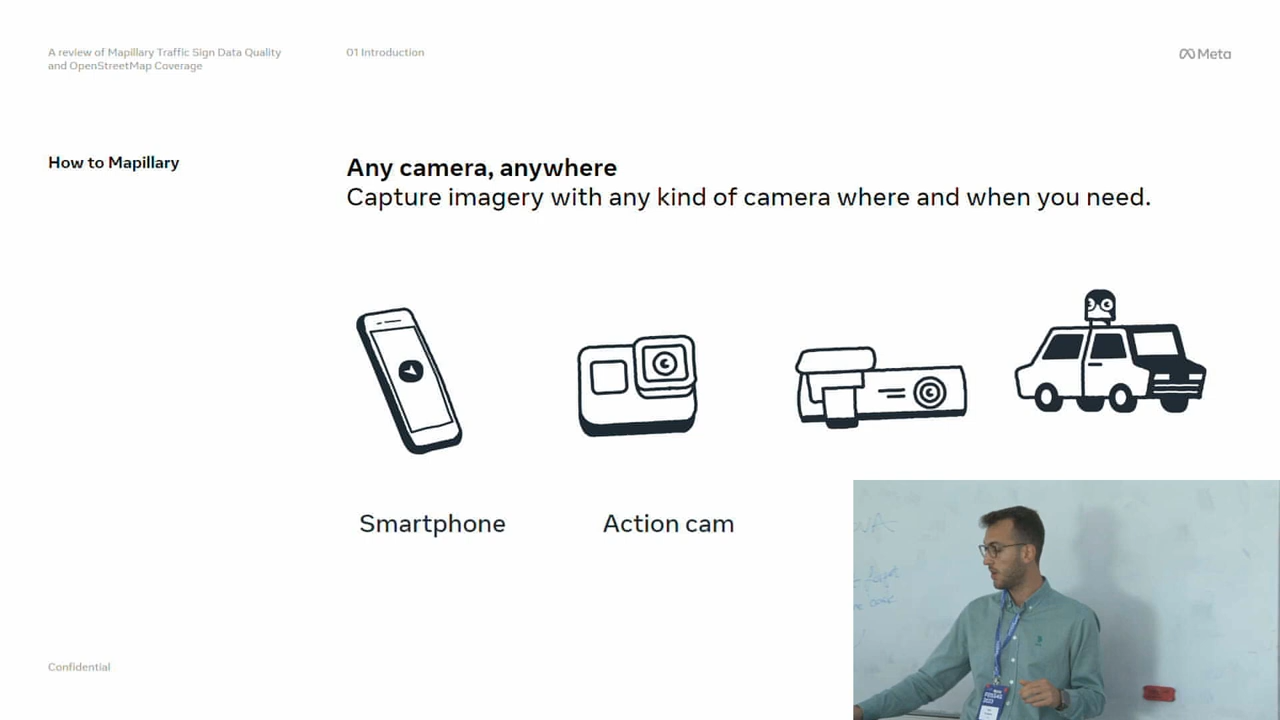 A review of Mapillary Traffic Sign Data Quality
and OpenStreetMap Coverage
01 Introduction
Meta
How to Mapillary
Any camera, anywhere
Capture imagery with any kind of camera where and when you need.
Smartphone
Action cam
Confidential